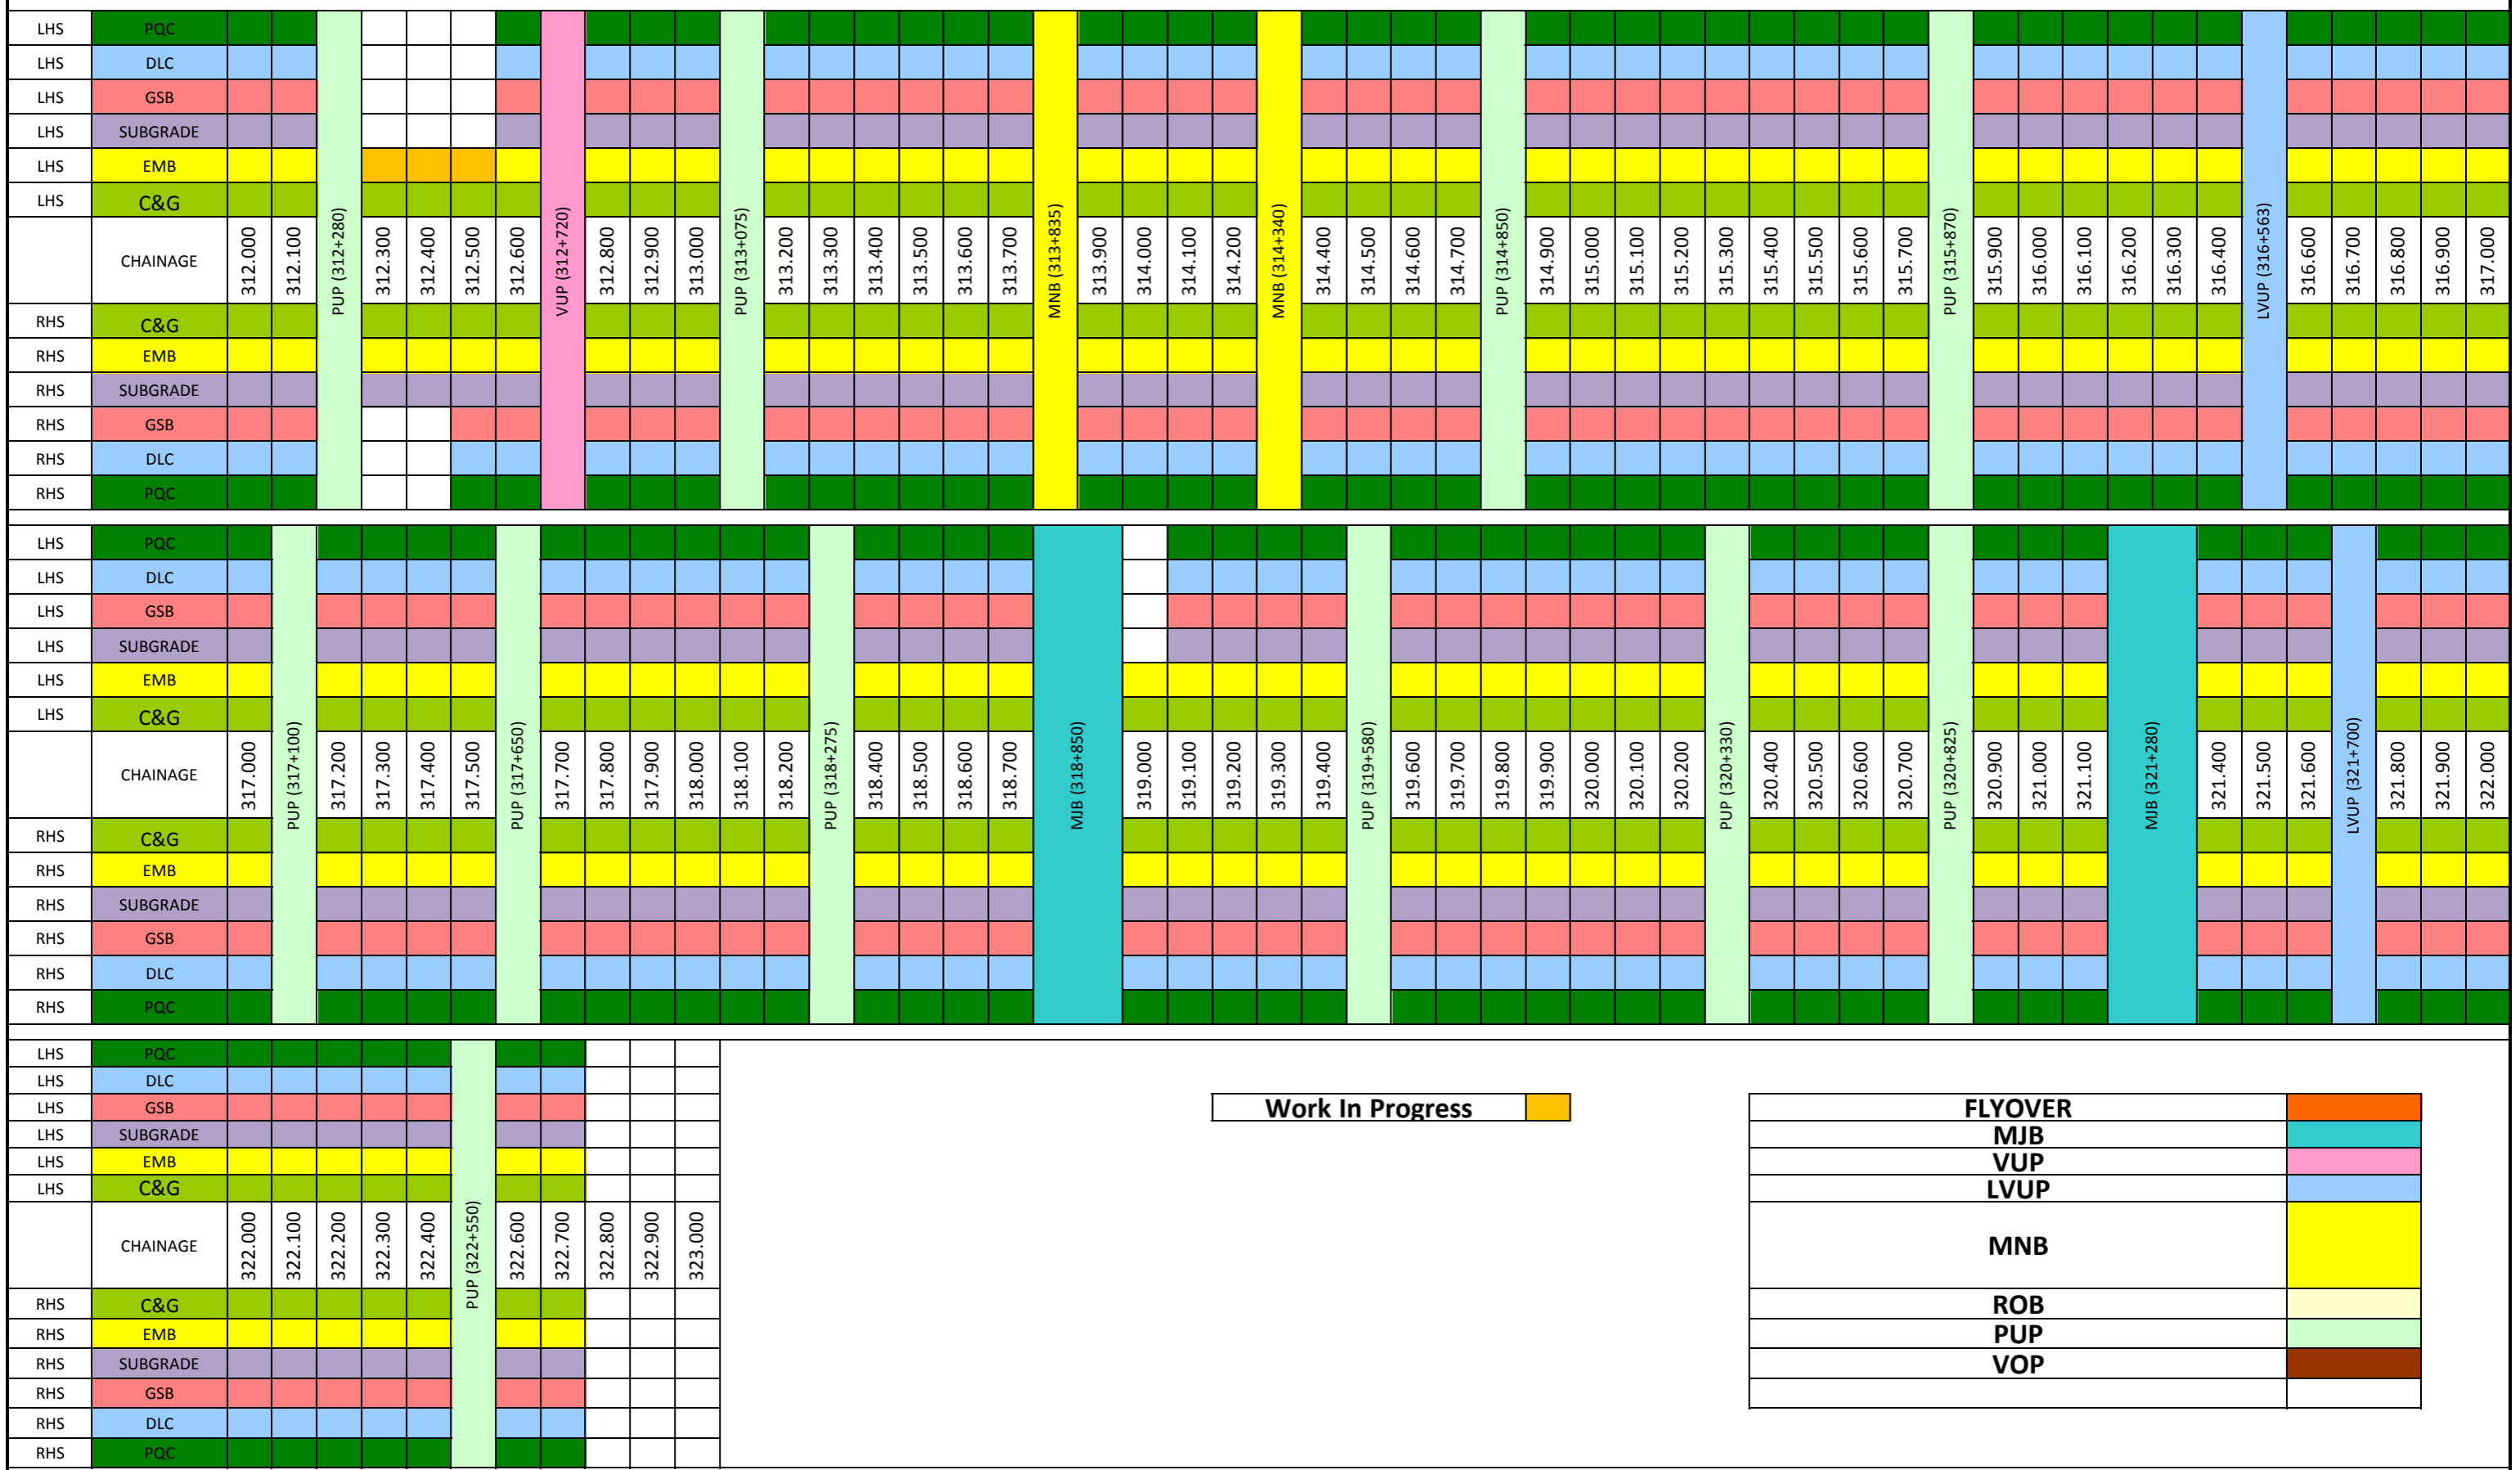 LHS PQC
LHS DLC
LHS GSB
LHS SUBGRADE
LHS EMB
LHS C&G
CHAINAGE 312.000 312.100 PUP (312+280) 312.300 312.400 312.500 312.600 VUP (312+720) 312.800 312.900 313.000 PUP (313+075) 313.200 313.300 313.400 313.500 313.600 313.700 MNB (313+835) 313.900 314.000 314.100 314.200 MNB (314+340) 314.400 314.500 314.600 314.700 PUP (314+850) 314.900 315.000 315.100 315.200 315.300 315.400 315.500 315.600 315.700 PUP (315+870) 315.900 316.000 316.100 316.200 316.300 316.400 LVUP (316+563) 316.600 316.700 316.800 316.900 317.000
RHS C&G
RHS EMB
RHS SUBGRADE
RHS GSB
RHS DLC
RHS PQC
LHS PQC
LHS DLC
LHS GSB
LHS SUBGRADE
LHS EMB
LHS C&G
CHAINAGE 317.000 PUP (317+100) 317.200 317.300 317.400 317.500 PUP (317+650) 317.700 317.800 317.900 318.000 318.100 318.200 PUP (318+275) 318.400 318.500 318.600 318.700 MJB (318+850) 319.000 319.100 319.200 319.300 319.400 PUP (319+580) 319.600 319.700 319.800 319.900 320.000 320.100 320.200 PUP (320+330) 320.400 320.500 320.600 320.700 PUP (320+825) 320.900 321.000 321.100 MJB (321+280) 321.400 321.500 321.600 LVUP (321+700) 321.800 321.900 322.000
RHS C&G
RHS EMB
RHS SUBGRADE
RHS GSB
RHS DLC
RHS PQC
LHS PQC
LHS DLC
LHS GSB
LHS SUBGRADE
LHS EMB
LHS C&G
CHAINAGE 322.000 322.100 322.200 322.300 322.400 PUP (322+550) 322.600 322.700 322.800 322.900 323.000
RHS C&G
RHS EMB
RHS SUBGRADE
RHS GSB
RHS DLC
RHS PQC
Work In Progress
FLYOVER
MJB
VUP
LVUP
MNB
ROB
PUP
VOP